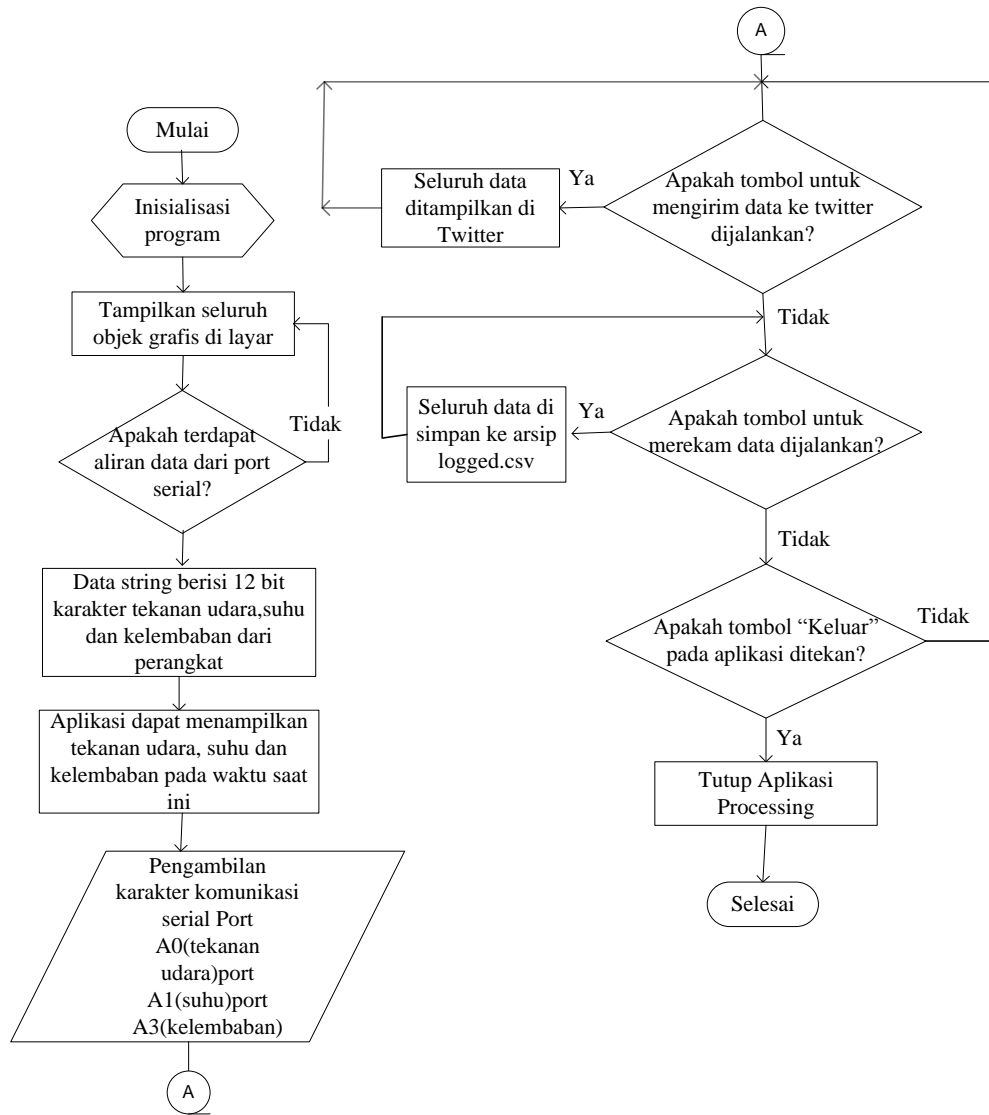 Mulai
Inisialisasi
program
Tampilkan seluruh
objek grafis di layar
Tidak
Apakah terdapat
aliran data dari port
serial?
Data string berisi 12 bit
karakter tekanan udara,suhu
dan kelembaban dari
perangkat
Aplikasi dapat menampilkan
tekanan udara, suhu dan
kelembaban pada waktu saat
ini
Pengambilan
karakter komunikasi
serial Port
A0(tekanan
udara)port
A1(suhu)port
A3(kelembaban)
A
A
Apakah tombol untuk
mengirim data ke twitter
dijalankan?
Ya
Seluruh data
ditampilkan di
Twitter
Tidak
Apakah tombol untuk
merekam data dijalankan?
Ya
Seluruh data di
simpan ke arsip
logged.csv
Tidak
Apakah tombol “Keluar”
pada aplikasi ditekan?
Tidak
Ya
Tutup Aplikasi
Processing
Selesai